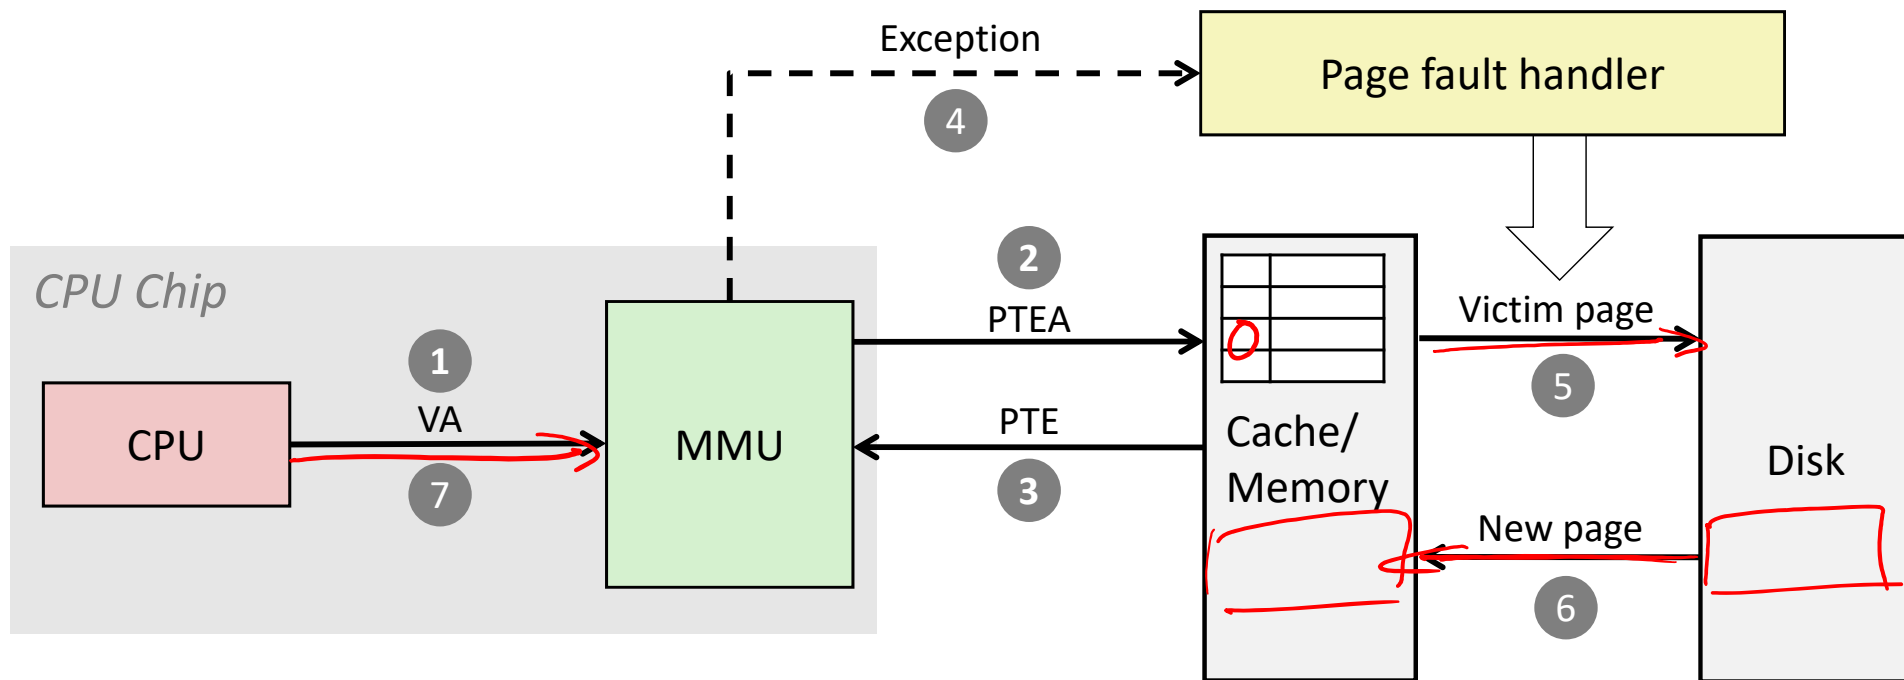 Exception
4
Page fault handler
CPU Chip
2
PTEA
Victim page
5
1
VA
7
CPU
MMU
PTE
3
Cache/
Memory
Disk
New page
6